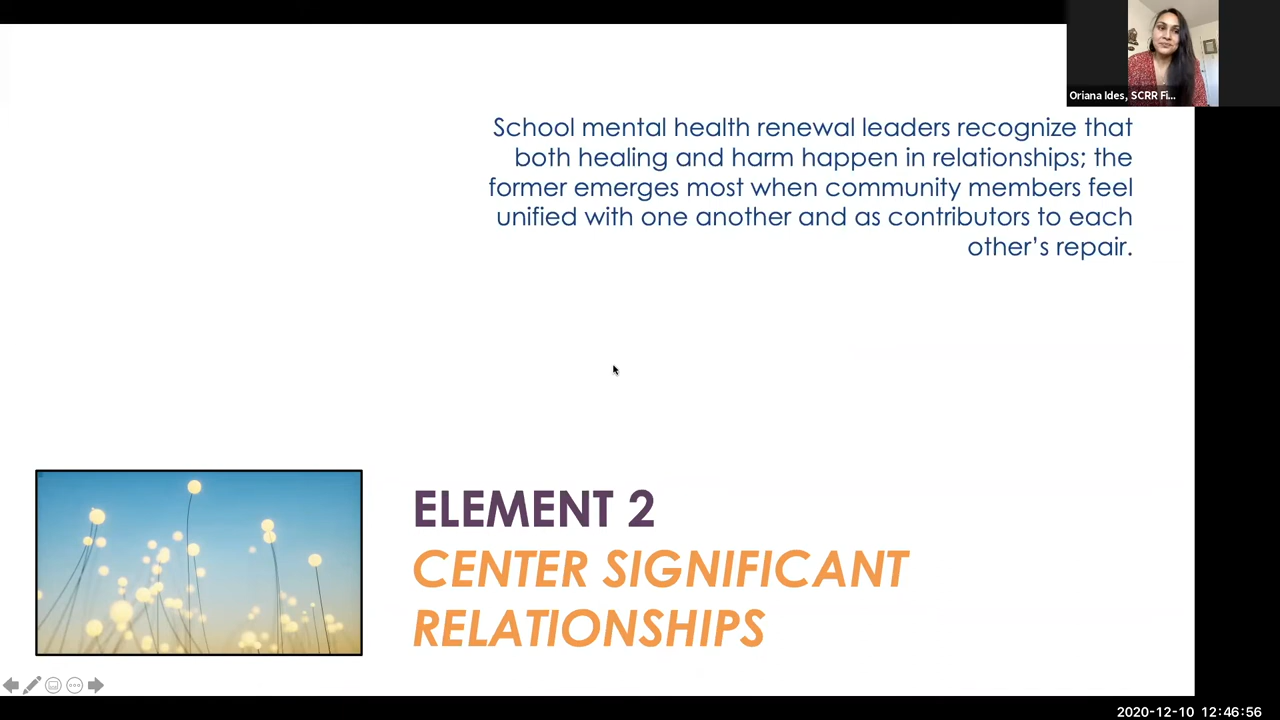 Oriana Ides, SCRR Fi...
School mental health renewal leaders recognize that
both healing and harm happen in relationships; the
former emerges most when community members feel
unified with one another and as contributors to each
other’s repair.
ELEMENT 2
CENTER SIGNIFICANT
RELATIONSHIPS
2020-12-10 12:46:56